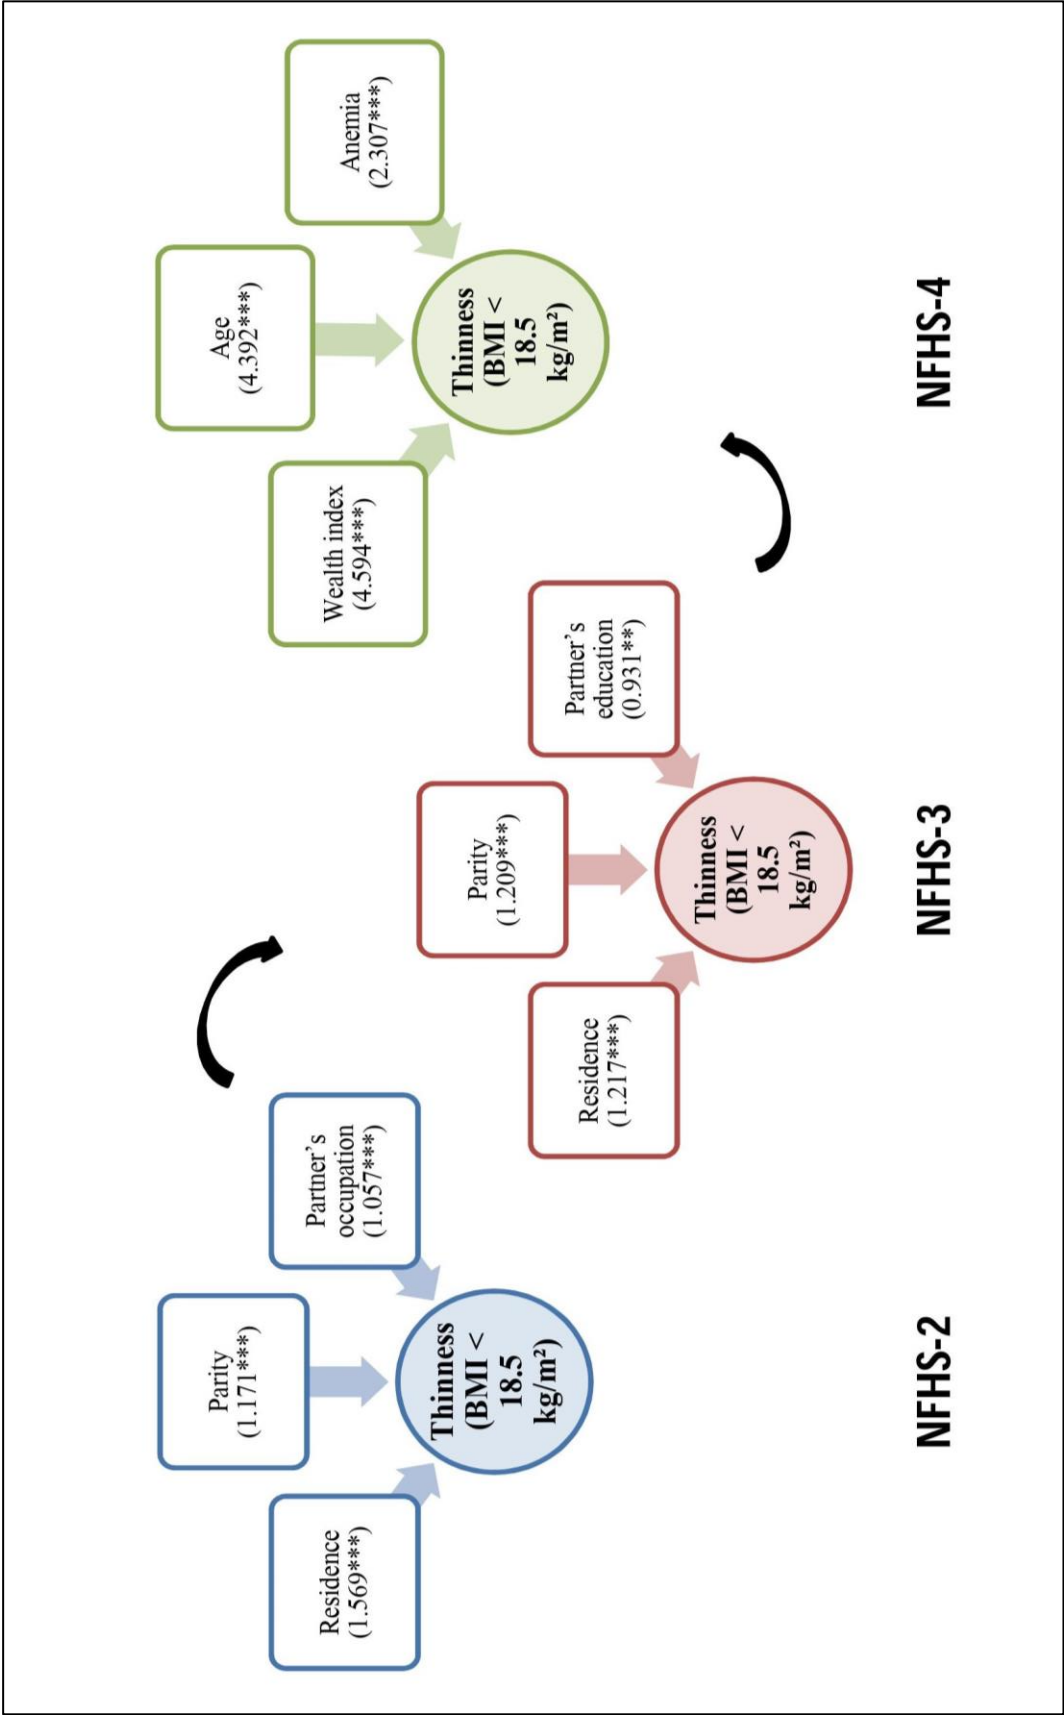 Residence
(1.569***)
Parity
(1.171***)
Partner’s
occupation
(1.057***)
Thinness
(BMI <
18.5
kg/m²)
NFHS-2
Residence
(1.217***)
Parity
(1.209***)
Partner’s
education
(0.931**)
Thinness
(BMI <
18.5
kg/m²)
NFHS-3
Wealth index
(4.594***)
Age
(4.392***)
Anemia
(2.307***)
Thinness
(BMI <
18.5
kg/m²)
NFHS-4